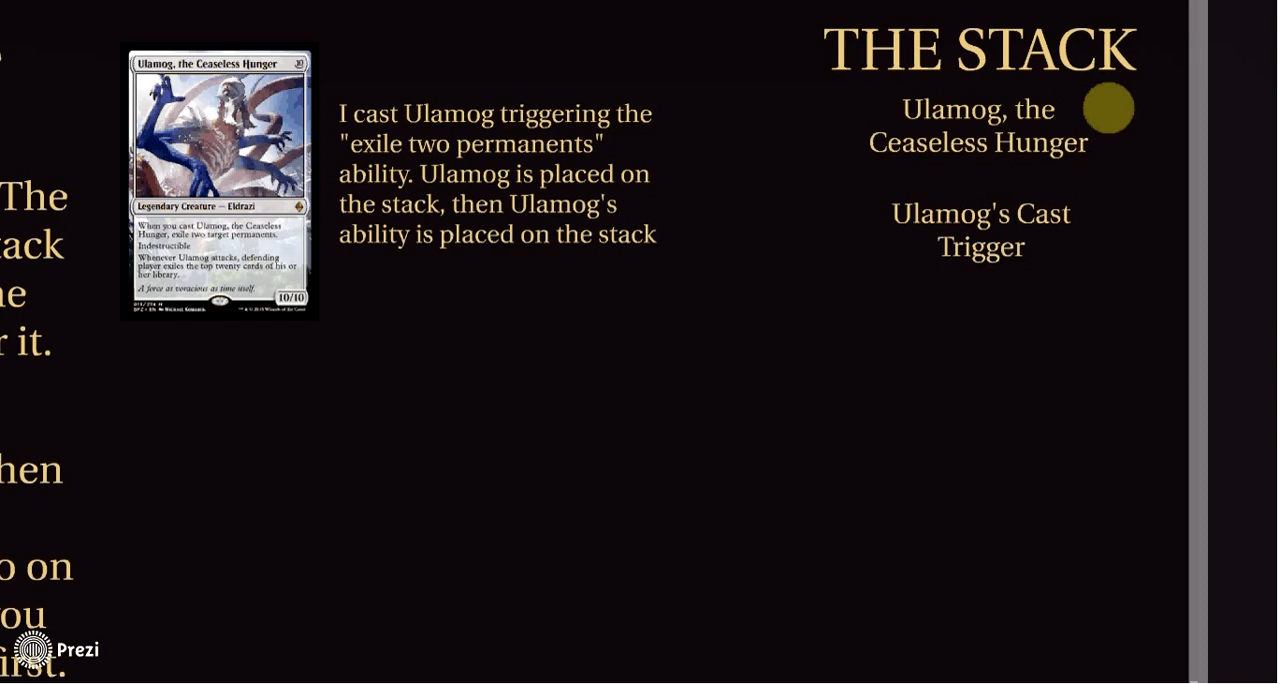 The
tack
ne
r it.
hen
o on
you
first.
Ulamog, the Ceaseless Hunger 10
Legendary Creature — Eldrazi
When you cast Ulamog, the Ceaseless
Hunger, exile two target permanents.
Indestructible
Whenever Ulamog attacks, defending
player exiles the top twenty cards of his or
her library.
A force as voracious as time itself.
10/10
I cast Ulamog triggering the
"exile two permanents"
ability. Ulamog is placed on
the stack, then Ulamog's
ability is placed on the stack
THE STACK
Ulamog, the
Ceaseless Hunger
Ulamog's Cast
Trigger
Prezi